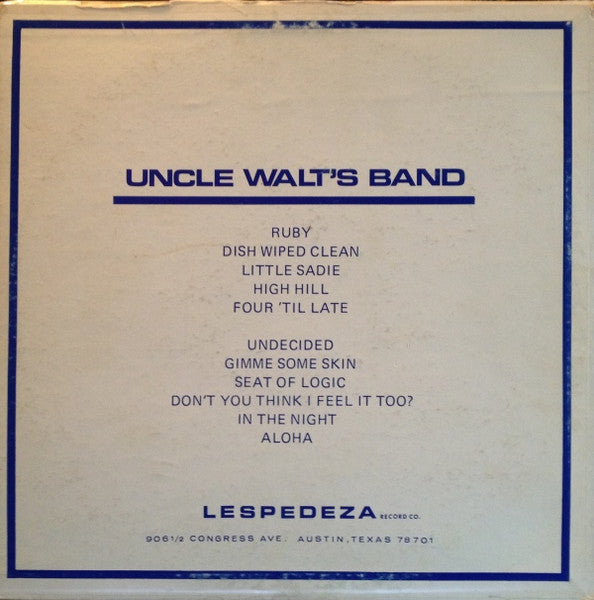 UNCLE WALT'S BAND
RUBY
DISH WIPED CLEAN
LITTLE SADIE
HIGH HILL
FOUR 'TIL LATE
UNDECIDED
GIMME SOME SKIN
SEAT OF LOGIC
DON'T YOU THINK I FEEL IT TOO?
IN THE NIGHT
ALOHA
LESPEDEZA RECORD CO.
906 1/2 CONGRESS AVE. AUSTIN, TEXAS 78701